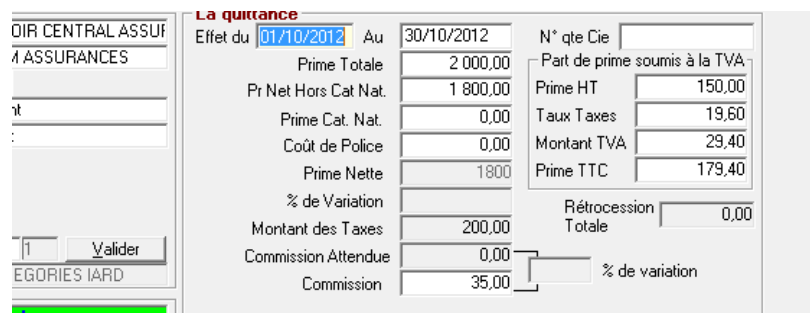 La quittance
OIR CENTRAL ASSUR
M ASSURANCES
nt
Effet du 01/10/2012 Au 30/10/2012
Prime Totale 2 000,00
Pr Net Hors Cat Nat. 1 800,00
Prime Cat. Nat. 0,00
Coût de Police 0,00
Prime Nette 1800
% de Variation
Montant des Taxes 200,00
Commission Attendue 0,00
Commission 35,00
% de variation
N° qte Cie
Part de prime soumis à la TVA
Prime HT 150,00
Taux Taxes 19,60
Montant TVA 29,40
Prime TTC 179,40
Rétrocession
Totale 0,00
1 Valider
EGORIES IARD